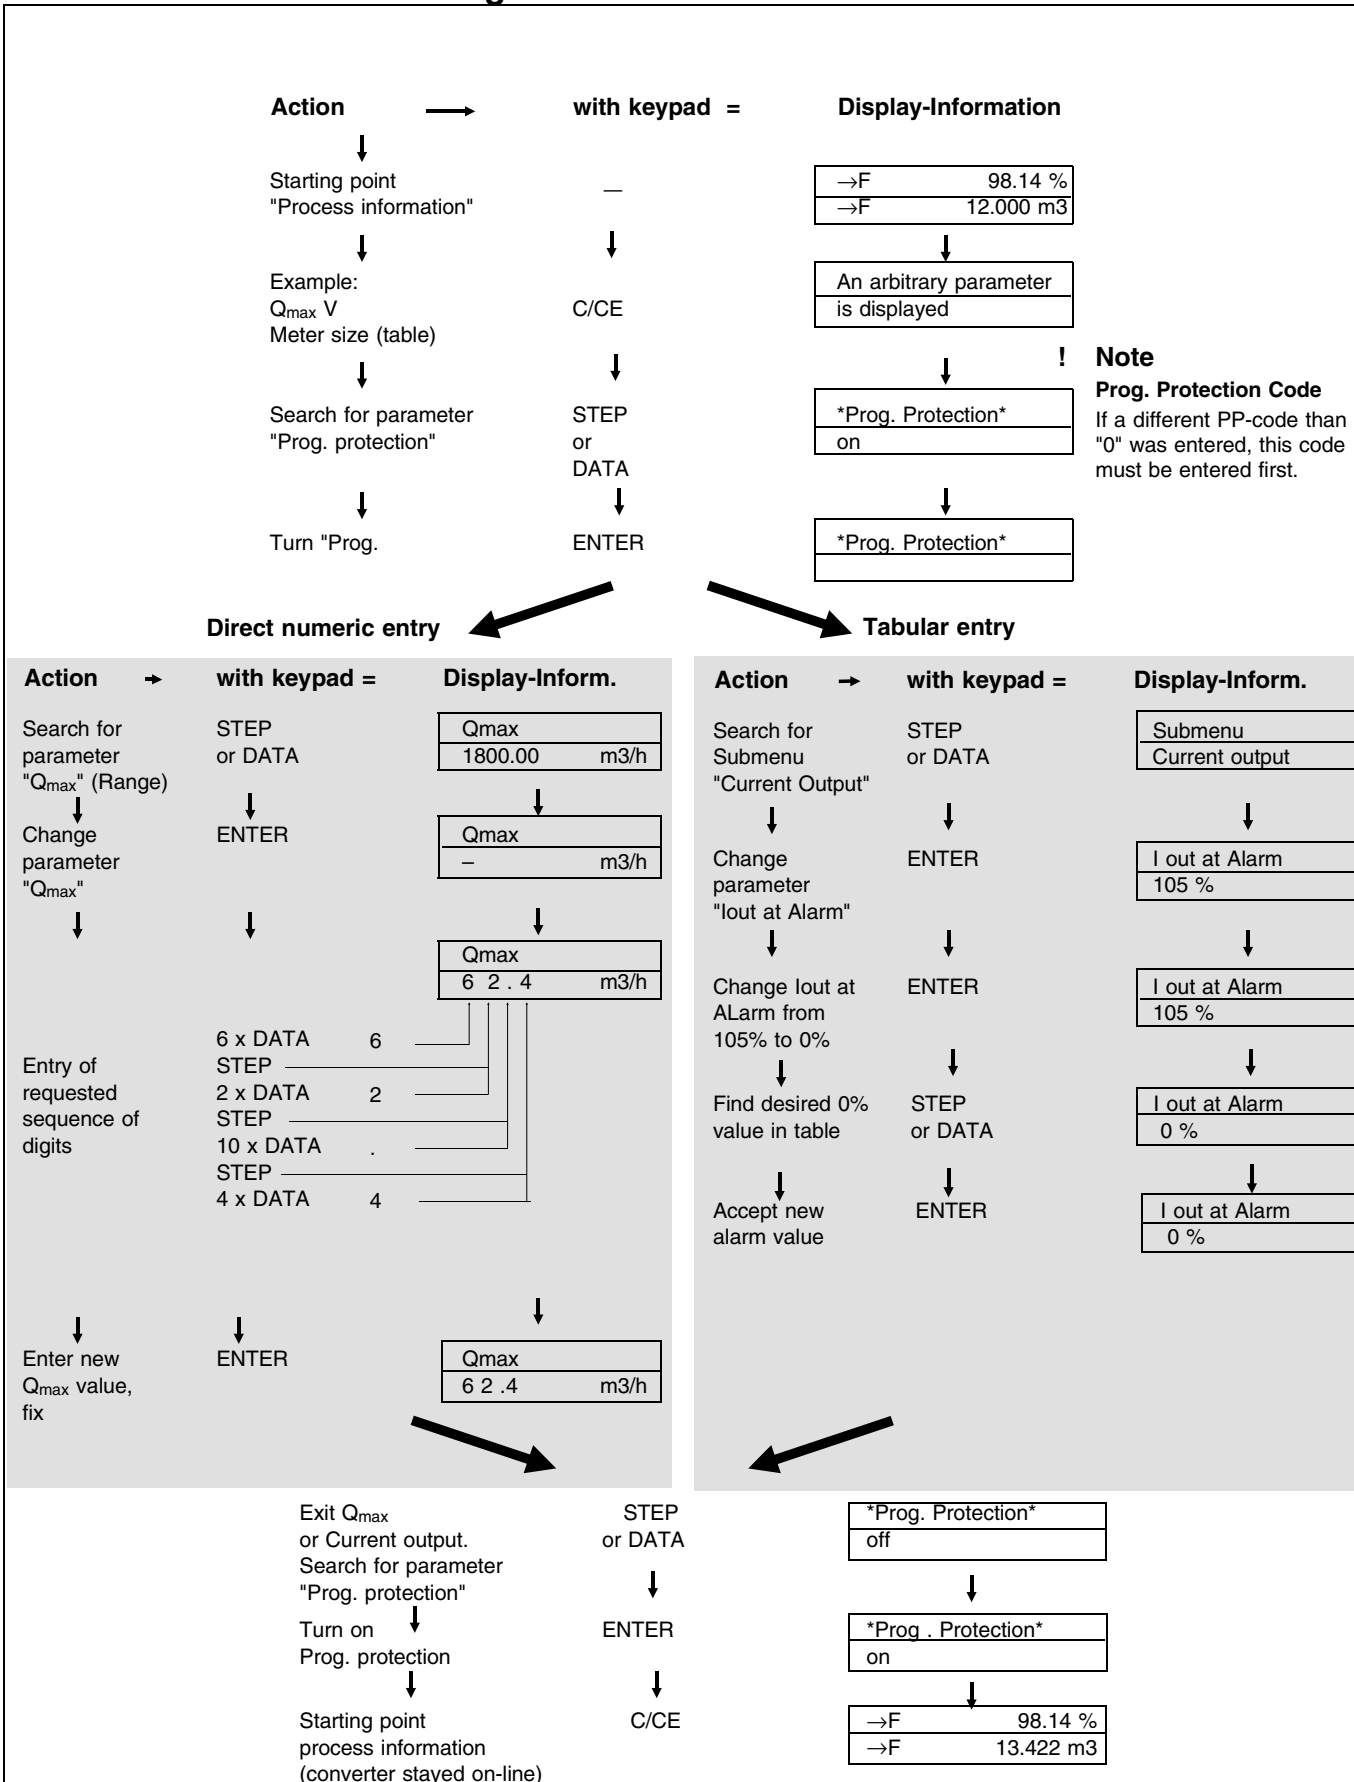 g
Action → with keypad = Display-Information
Starting point
"Process information"
—
→F 98.14 %
→F 12.000 m3
Example:
Qmax V
Meter size (table)
C/CE
An arbitrary parameter
is displayed
! Note
Prog. Protection Code
If a different PP-code than
"0" was entered, this code
must be entered first.
Search for parameter
"Prog. protection"
STEP
or
DATA
*Prog. Protection*
on
Turn "Prog.
ENTER
*Prog. Protection*
Direct numeric entry
Action → with keypad = Display-Inform.
Search for
parameter
"Qmax" (Range)
STEP
or DATA
Qmax
1800.00 m3/h
Change
parameter
"Qmax"
ENTER
Qmax
– m3/h
Qmax
6 2 . 4 m3/h
Entry of
requested
sequence of
digits
6 x DATA 6
STEP
2 x DATA 2
STEP
10 x DATA .
STEP
4 x DATA 4
Enter new
Qmax value,
fix
ENTER
Qmax
6 2 .4 m3/h
Tabular entry
Action → with keypad = Display-Inform.
Search for
Submenu
"Current Output"
STEP
or DATA
Submenu
Current output
Change
parameter
"Iout at Alarm"
ENTER
I out at Alarm
105 %
Change Iout at
ALarm from
105% to 0%
ENTER
I out at Alarm
105 %
Find desired 0%
value in table
STEP
or DATA
I out at Alarm
0 %
Accept new
alarm value
ENTER
I out at Alarm
0 %
Exit Qmax
or Current output.
Search for parameter
"Prog. protection"
STEP
or DATA
*Prog. Protection*
off
Turn on
Prog. protection
ENTER
*Prog . Protection*
on
Starting point
process information
(converter stayed on-line)
C/CE
→F 98.14 %
→F 13.422 m3